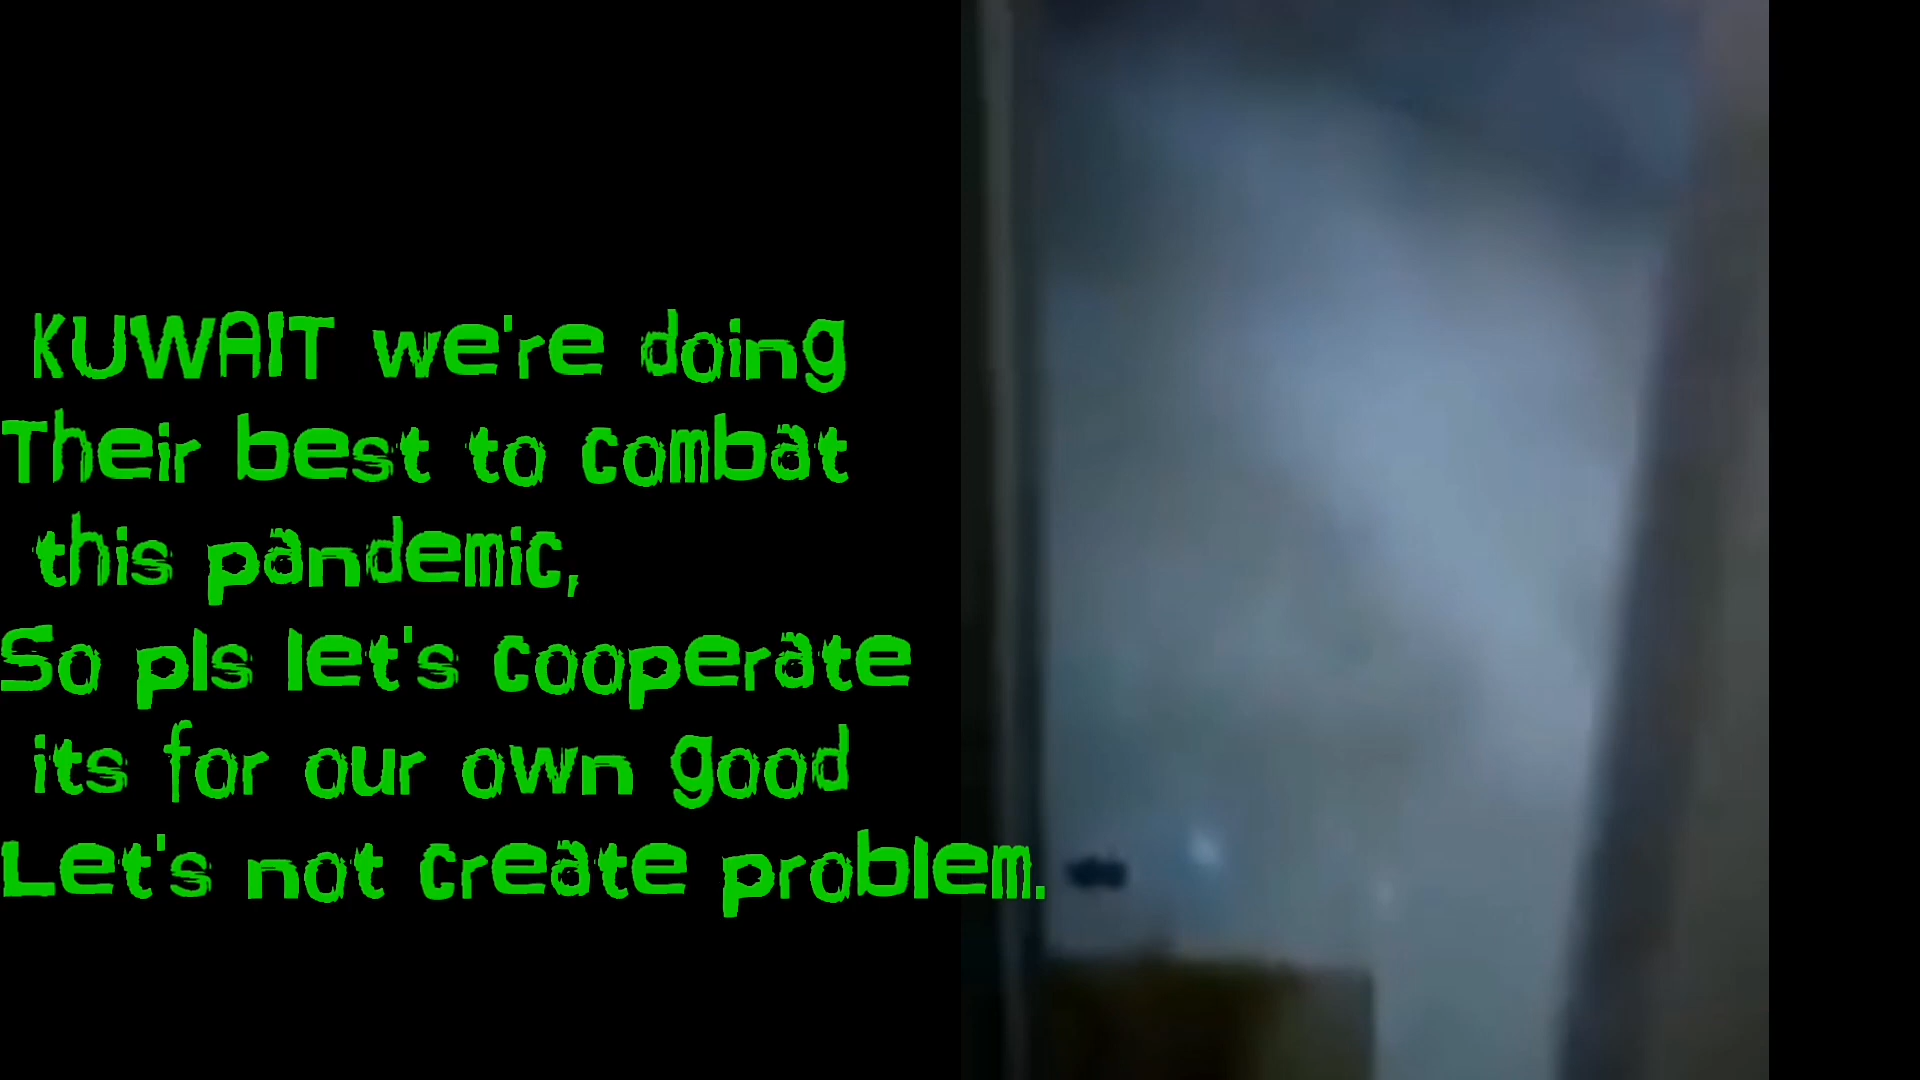 KUWAIT we're doing
Their best to combat
this pandemic,
So pls let's cooperate
its for our own good
Let's not create problem.